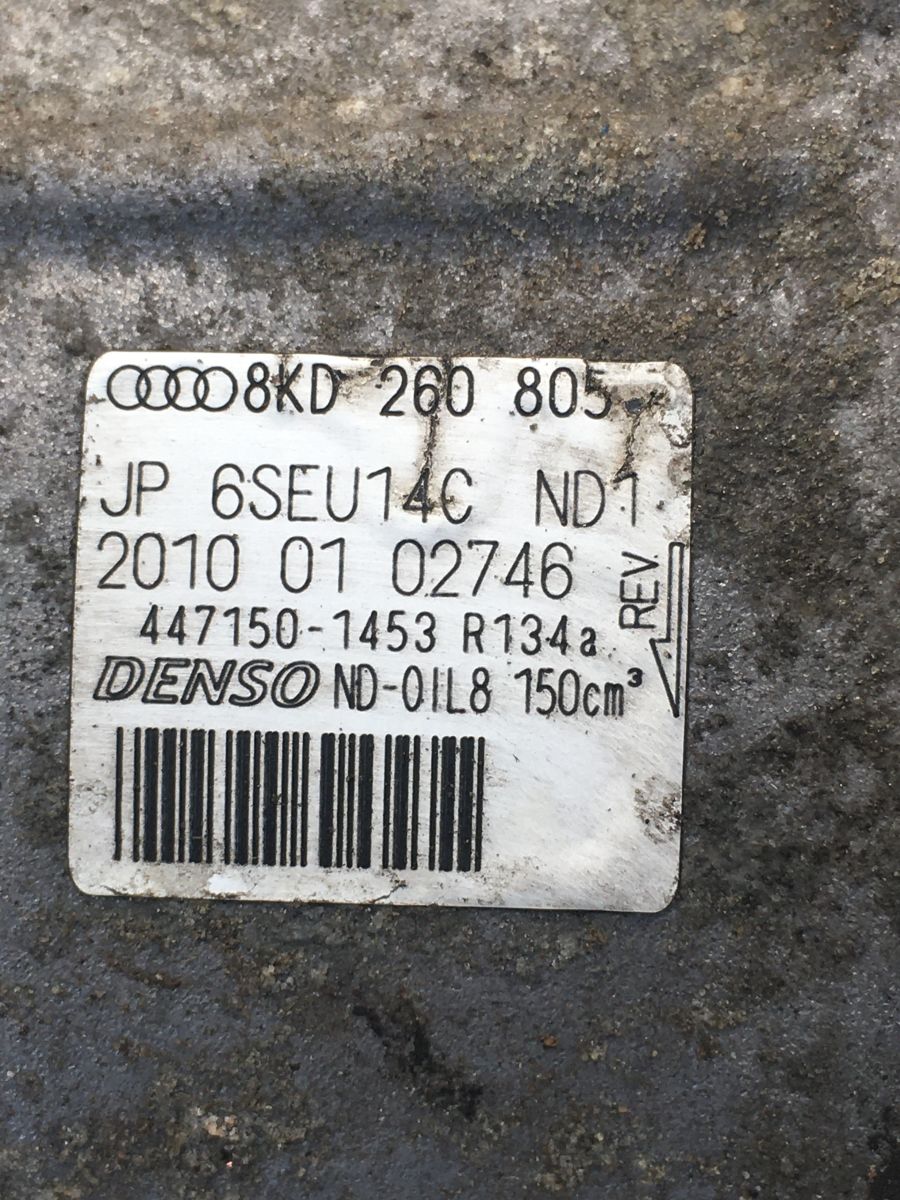 8KD 260 805
JP 6SEU14C ND1
2010 01 02746
REV
447150-1453 R134a
DENSO ND-OIL8 150cm³